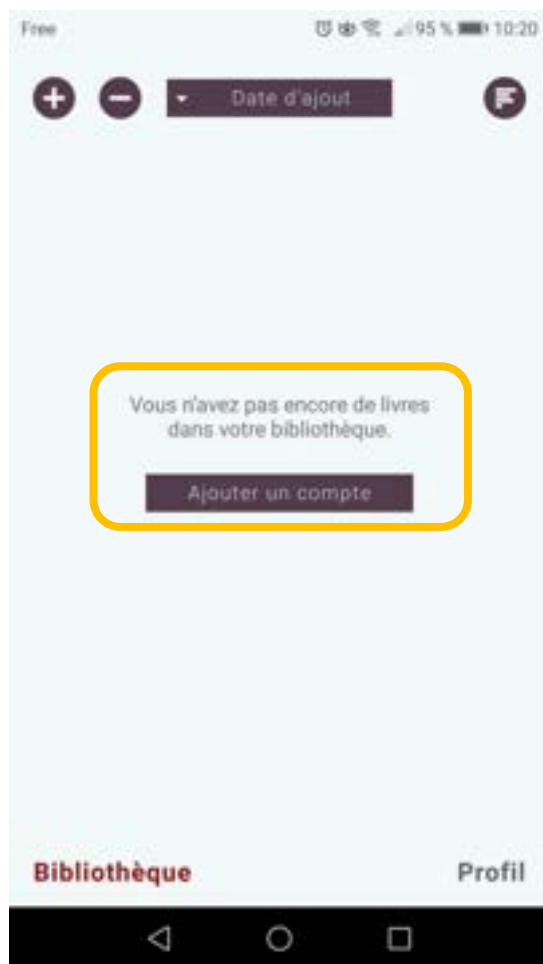 Free 95 % 10:20
Date d'ajout
Vous n'avez pas encore de livres
dans votre bibliothèque.
Ajouter un compte
Bibliothèque Profil